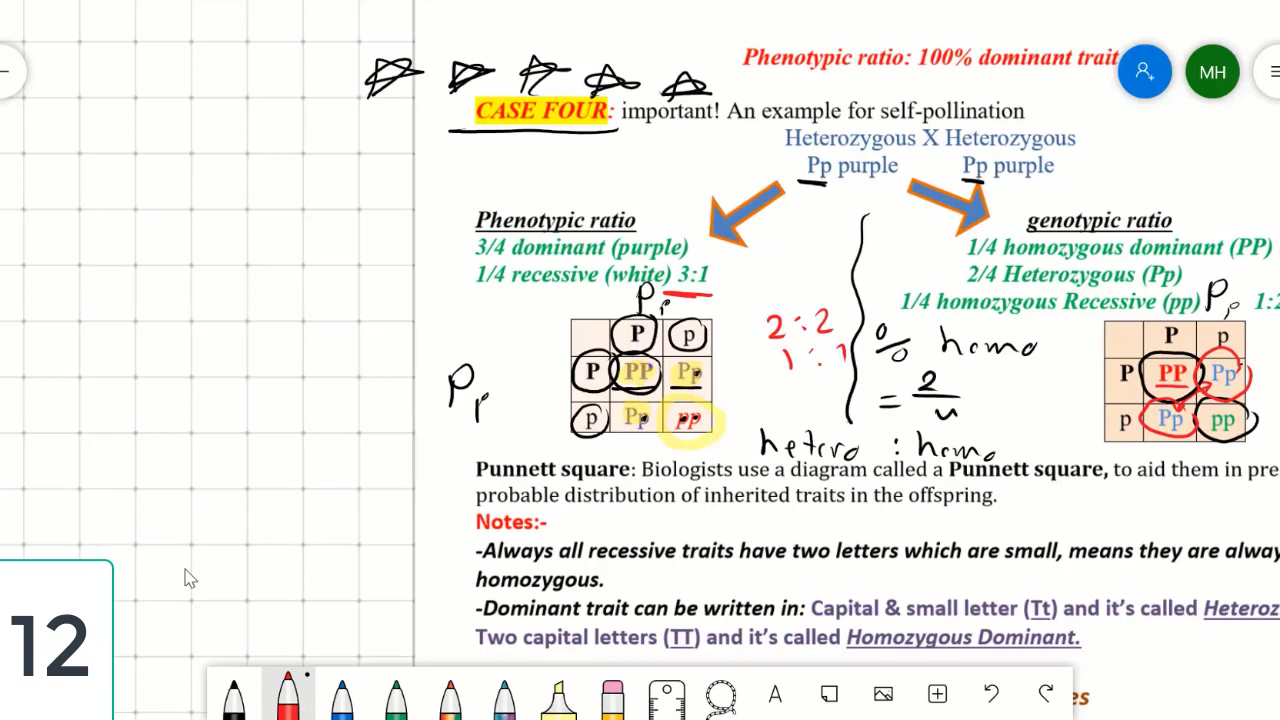 Phenotypic ratio: 100% dominant trait
MH
CASE FOUR: important! An example for self-pollination
Heterozygous X Heterozygous
Pp purple Pp purple
Phenotypic ratio
3/4 dominant (purple)
1/4 recessive (white) 3:1
genotypic ratio
1/4 homozygous dominant (PP)
2/4 Heterozygous (Pp)
1/4 homozygous Recessive (pp) 1:2
P p
P p
P p
P PP Pp
p Pp pp
2 : 2
1 : 1
% homo
= 2
hetero : homo
P p
P p
P PP Pp
p Pp pp
Punnett square: Biologists use a diagram called a Punnett square, to aid them in pre
probable distribution of inherited traits in the offspring.
Notes:-
-Always all recessive traits have two letters which are small, means they are alway
homozygous.
-Dominant trait can be written in: Capital & small letter (Tt) and it's called Heteroz
Two capital letters (TT) and it's called Homozygous Dominant.
12
A
es